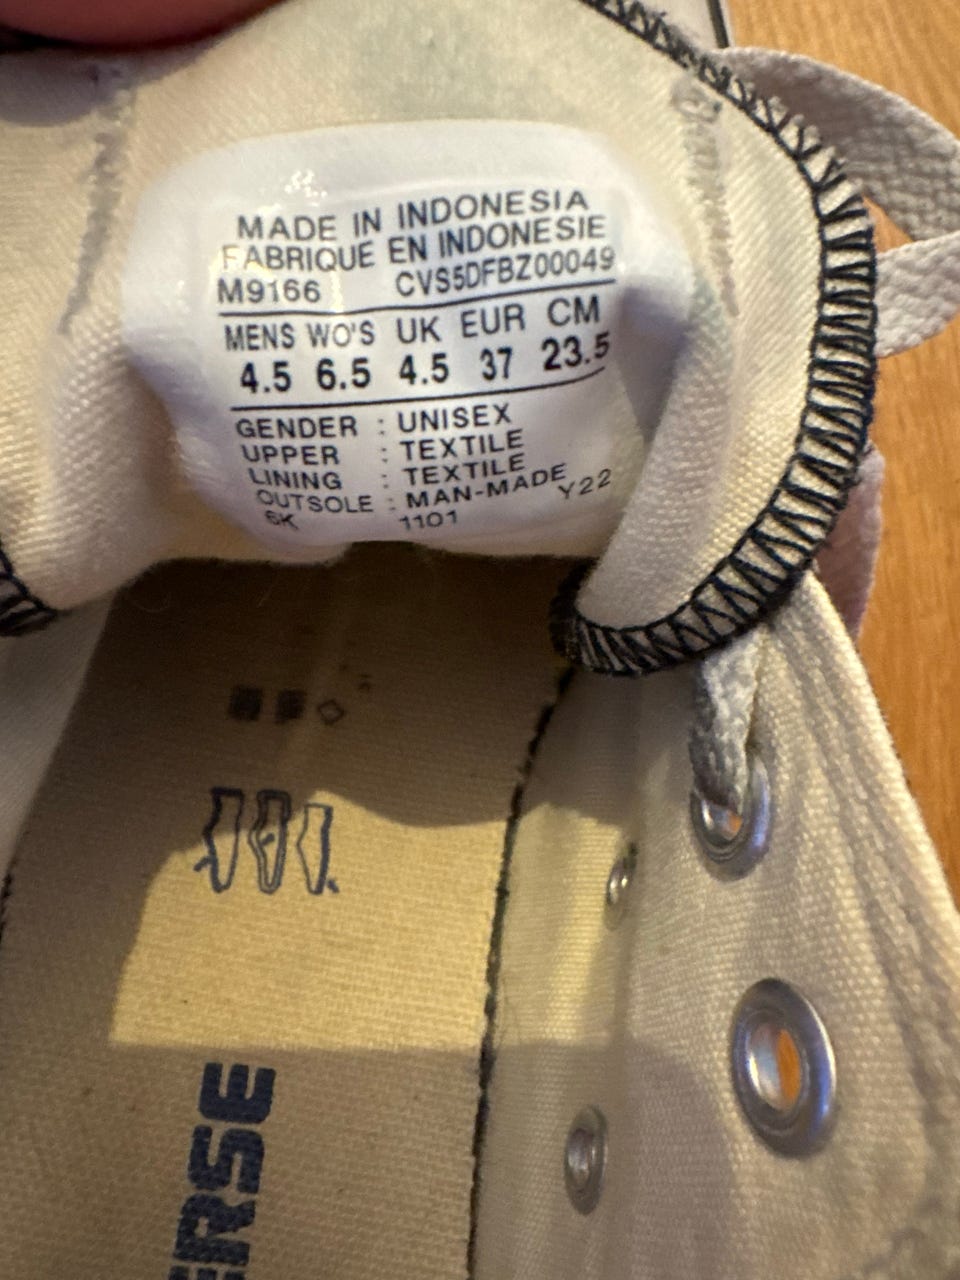 MADE IN INDONESIA
FABRIQUE EN INDONESIE
M9166 CVS5DFBZ00049
MENS WO'S UK EUR CM
4.5 6.5 4.5 37 23.5
GENDER : UNISEX
UPPER : TEXTILE
LINING : TEXTILE
OUTSOLE : MAN-MADE
6K 1101 Y22
ERSE